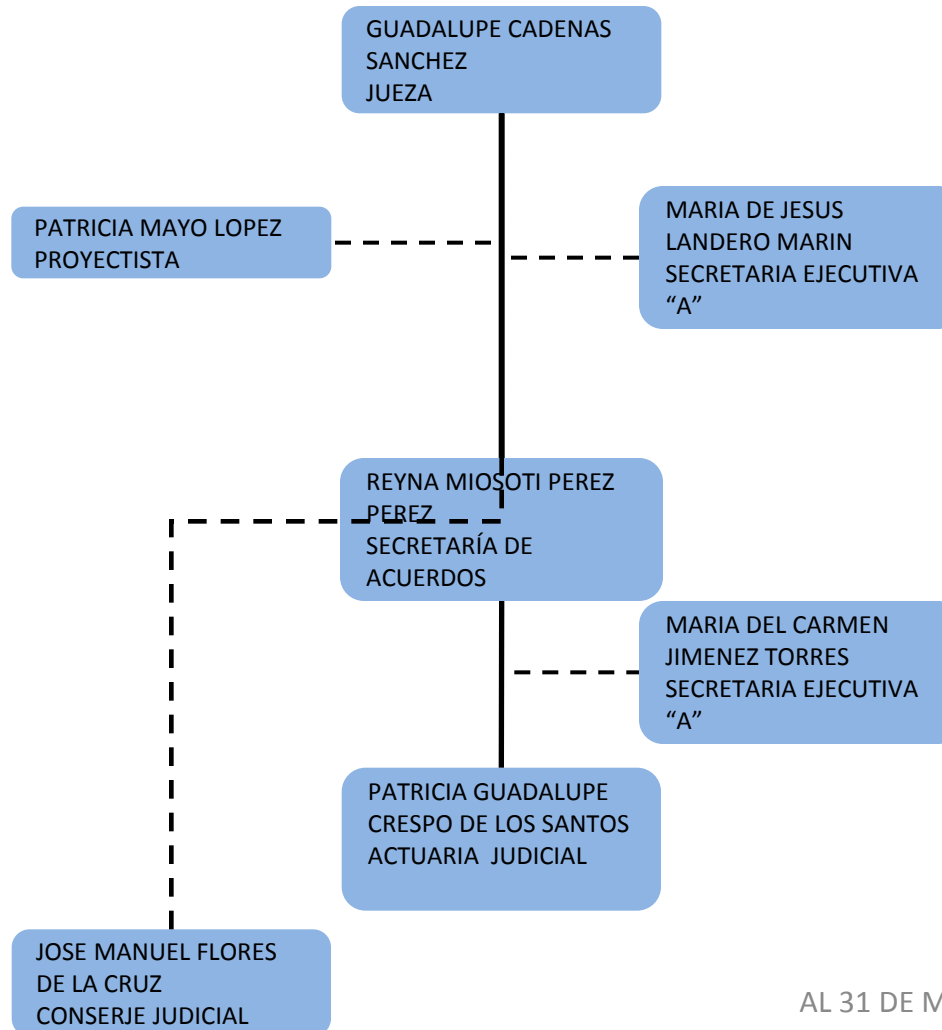 GUADALUPE CADENAS
SANCHEZ
JUEZA
PATRICIA MAYO LOPEZ
PROYECTISTA
MARIA DE JESUS
LANDERO MARIN
SECRETARIA EJECUTIVA
“A”
REYNA MIOSOTI PEREZ
PEREZ
SECRETARÍA DE
ACUERDOS
MARIA DEL CARMEN
JIMENEZ TORRES
SECRETARIA EJECUTIVA
“A”
PATRICIA GUADALUPE
CRESPO DE LOS SANTOS
ACTUARIA  JUDICIAL
JOSE MANUEL FLORES
DE LA CRUZ
CONSERJE JUDICIAL
AL 31 DE